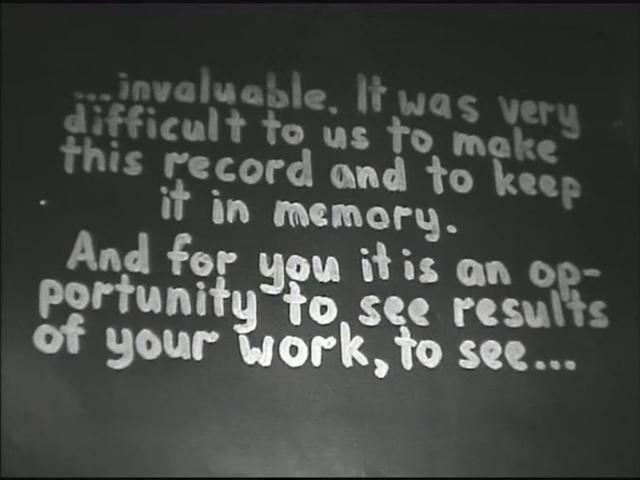 ...invaluable. It was very
difficult to us to make
this record and to keep
it in memory.
And for you it is an op-
portunity to see results
of your work, to see...